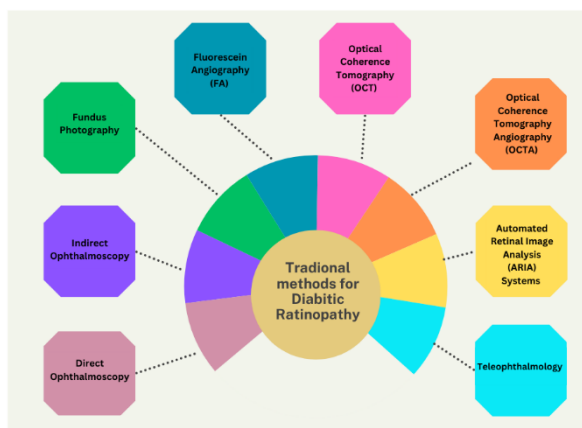 Fluorescein
Angiography
(FA)
Optical
Coherence
Tomography
(OCT)
Fundus
Photography
Optical
Coherence
Tomography
Angiography
(OCTA)
Indirect
Ophthalmoscopy
Automated
Retinal Image
Analysis
(ARIA)
Systems
Tradional
methods for
Diabitic
Ratinopathy
Direct
Ophthalmoscopy
Teleophthalmology